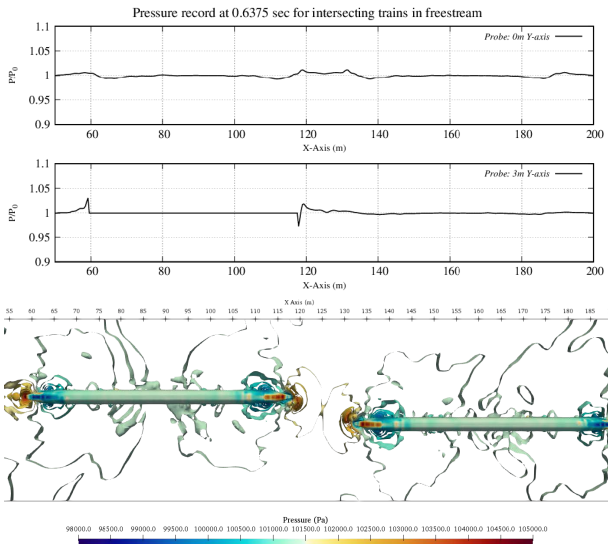 Pressure record at 0.6375 sec for intersecting trains in freestream
1.1
1.05
1
0.95
0.9
P/P0
Probe: 0m Y-axis
60 80 100 120 140 160 180 200
X-Axis (m)
1.1
1.05
1
0.95
0.9
P/P0
Probe: 3m Y-axis
60 80 100 120 140 160 180 200
X-Axis (m)
X Axis (m)
55 60 65 70 75 80 85 90 95 100 105 110 115 120 125 130 135 140 145 150 155 160 165 170 175 180 185
Pressure (Pa)
98000.0 98500.0 99000.0 99500.0 100000.0 100500.0 101000.0 101500.0 102000.0 102500.0 103000.0 103500.0 104000.0 104500.0 105000.0